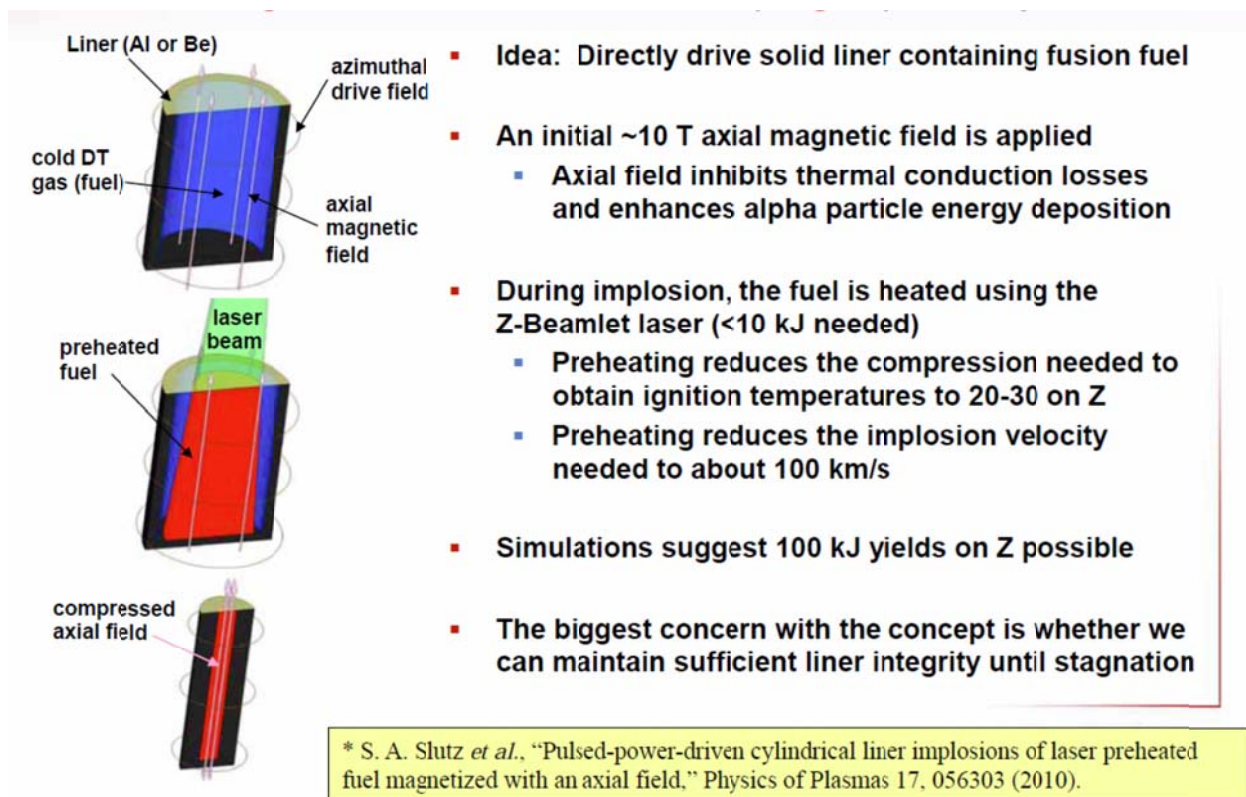 Liner (Al or Be)
azimuthal
drive field
cold DT
gas (fuel)
axial
magnetic
field
laser
beam
preheated
fuel
compressed
axial field
Idea: Directly drive solid liner containing fusion fuel
An initial ~10 T axial magnetic field is applied
Axial field inhibits thermal conduction losses
and enhances alpha particle energy deposition
During implosion, the fuel is heated using the
Z-Beamlet laser (<10 kJ needed)
Preheating reduces the compression needed to
obtain ignition temperatures to 20-30 on Z
Preheating reduces the implosion velocity
needed to about 100 km/s
Simulations suggest 100 kJ yields on Z possible
The biggest concern with the concept is whether we
can maintain sufficient liner integrity until stagnation
* S. A. Slutz et al., “Pulsed-power-driven cylindrical liner implosions of laser preheated
fuel magnetized with an axial field,” Physics of Plasmas 17, 056303 (2010).